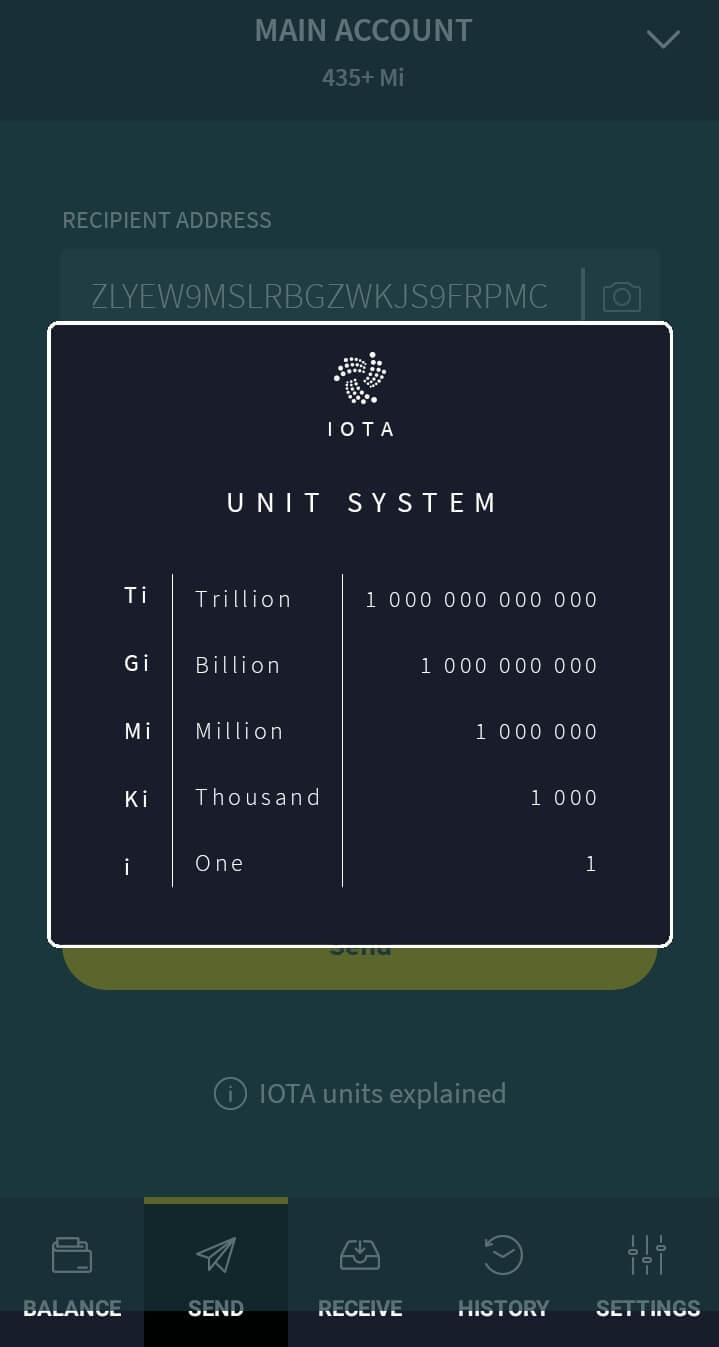 MAIN ACCOUNT
435+ Mi
RECIPIENT ADDRESS
ZLYEW9MSLRBGZWKJS9FRPMC
IOTA
UNIT SYSTEM
Ti Trillion 1 000 000 000 000
Gi Billion 1 000 000 000
Mi Million 1 000 000
Ki Thousand 1 000
i One 1
Send
IOTA units explained
BALANCE SEND RECEIVE HISTORY SETTINGS